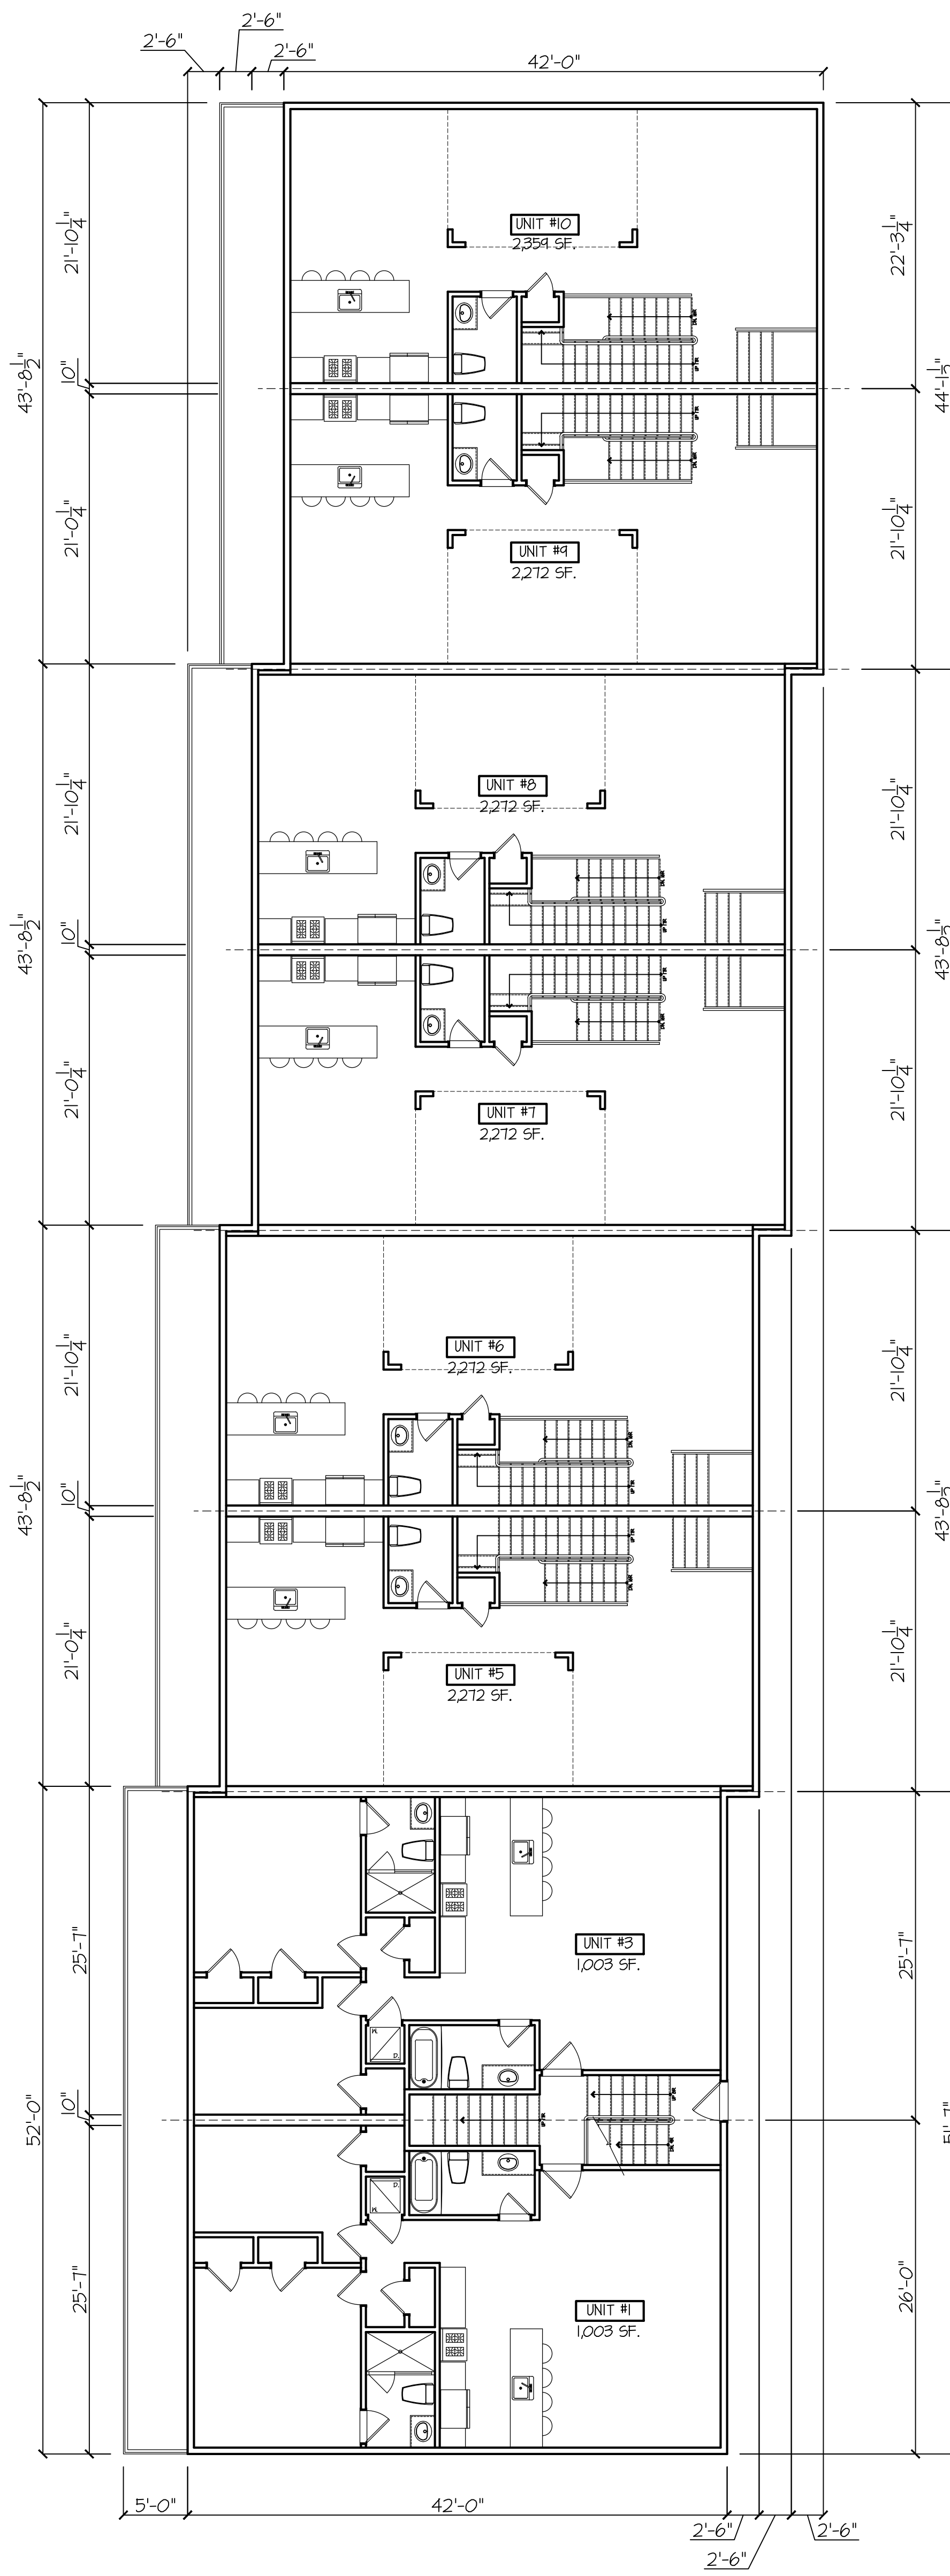 2'-6"
2'-6"
2'-6"
42'-0"
21'-10 1/4"
22'-3 1/4"
UNIT #10
2,359 SF.
43'-8 1/2"
10"
44'-1 1/2"
21'-0 1/4"
21'-10 1/4"
UNIT #9
2,272 SF.
21'-10 1/4"
21'-10 1/4"
UNIT #8
2,272 SF.
43'-8 1/2"
10"
43'-8 1/2"
21'-0 1/4"
21'-10 1/4"
UNIT #7
2,272 SF.
21'-10 1/4"
21'-10 1/4"
UNIT #6
2,272 SF.
43'-8 1/2"
10"
43'-8 1/2"
21'-0 1/4"
21'-10 1/4"
UNIT #5
2,272 SF.
25'-7"
25'-7"
UNIT #3
1,003 SF.
W.
D.
52'-0"
10"
51'-7"
D.
W.
25'-7"
26'-0"
UNIT #1
1,003 SF.
5'-0"
42'-0"
2'-6"
2'-6"
2'-6"